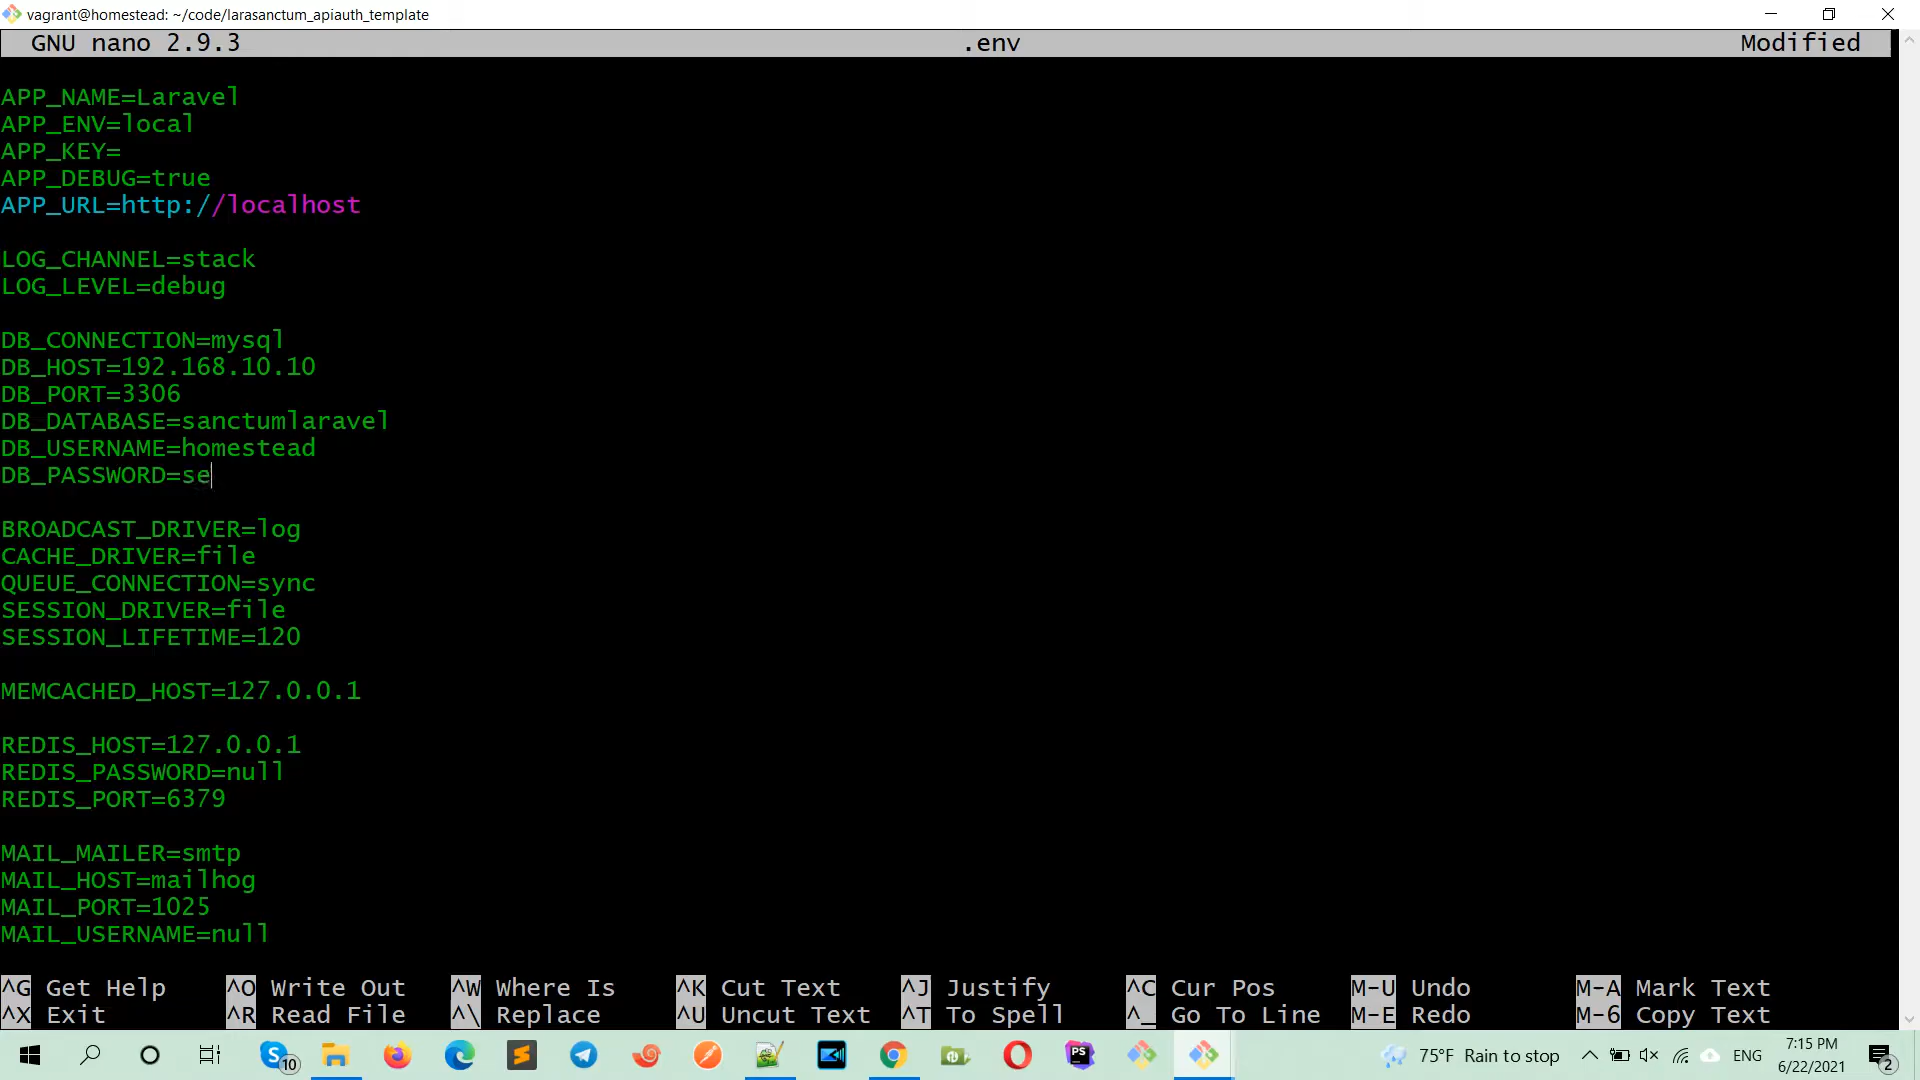 vagrant@homestead: ~/code/larasanctum_apiauth_template
GNU nano 2.9.3 .env Modified
APP_NAME=Laravel
APP_ENV=local
APP_KEY=
APP_DEBUG=true
APP_URL=http://localhost
LOG_CHANNEL=stack
LOG_LEVEL=debug
DB_CONNECTION=mysql
DB_HOST=192.168.10.10
DB_PORT=3306
DB_DATABASE=sanctumlaravel
DB_USERNAME=homestead
DB_PASSWORD=se
BROADCAST_DRIVER=log
CACHE_DRIVER=file
QUEUE_CONNECTION=sync
SESSION_DRIVER=file
SESSION_LIFETIME=120
MEMCACHED_HOST=127.0.0.1
REDIS_HOST=127.0.0.1
REDIS_PASSWORD=null
REDIS_PORT=6379
MAIL_MAILER=smtp
MAIL_HOST=mailhog
MAIL_PORT=1025
MAIL_USERNAME=null
^G Get Help ^O Write Out ^W Where Is ^K Cut Text ^J Justify ^C Cur Pos M-U Undo M-A Mark Text
^X Exit ^R Read File ^\ Replace ^U Uncut Text ^T To Spell ^_ Go To Line M-E Redo M-6 Copy Text
10 PS 75°F Rain to stop ENG 7:15 PM 2
6/22/2021